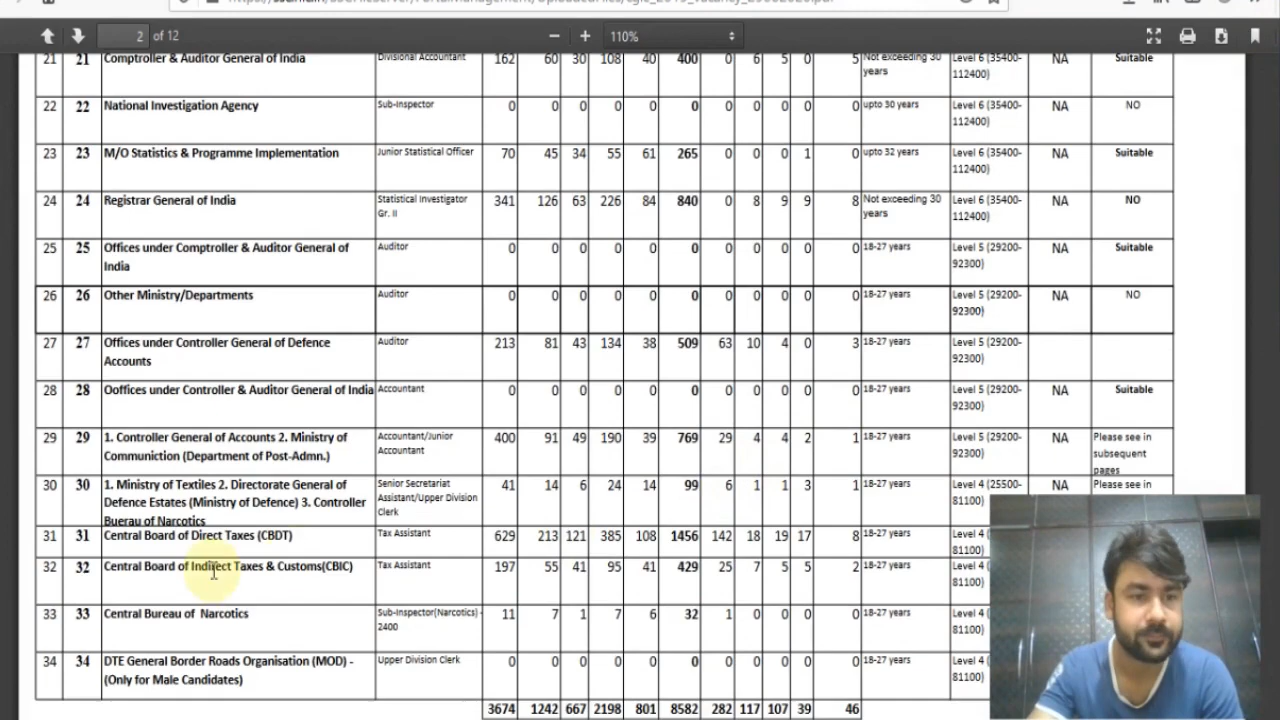 2 of 12
110%
21 21 Comptroller & Auditor General of India Divisional Accountant 162 60 30 108 40 400 0 6 5 0 5 Not exceeding 30 years Level 6 (35400-112400) NA Suitable
22 22 National Investigation Agency Sub-Inspector 0 0 0 0 0 0 0 0 0 0 0 upto 30 years Level 6 (35400-112400) NA NO
23 23 M/O Statistics & Programme Implementation Junior Statistical Officer 70 45 34 55 61 265 0 0 0 1 0 upto 32 years Level 6 (35400-112400) NA Suitable
24 24 Registrar General of India Statistical Investigator Gr. II 341 126 63 226 84 840 0 8 9 9 8 Not exceeding 30 years Level 6 (35400-112400) NA NO
25 25 Offices under Comptroller & Auditor General of India Auditor 0 0 0 0 0 0 0 0 0 0 0 18-27 years Level 5 (29200-92300) NA Suitable
26 26 Other Ministry/Departments Auditor 0 0 0 0 0 0 0 0 0 0 0 18-27 years Level 5 (29200-92300) NA NO
27 27 Offices under Controller General of Defence Accounts Auditor 213 81 43 134 38 509 63 10 4 0 3 18-27 years Level 5 (29200-92300) NA
28 28 Ooffices under Controller & Auditor General of India Accountant 0 0 0 0 0 0 0 0 0 0 0 18-27 years Level 5 (29200-92300) NA Suitable
29 29 1. Controller General of Accounts 2. Ministry of Communiction (Department of Post-Admn.) Accountant/Junior Accountant 400 91 49 190 39 769 29 4 4 2 1 18-27 years Level 5 (29200-92300) NA Please see in subsequent pages
30 30 1. Ministry of Textiles 2. Directorate General of Defence Estates (Ministry of Defence) 3. Controller Buerau of Narcotics Senior Secretariat Assistant/Upper Division Clerk 41 14 6 24 14 99 6 1 1 3 1 18-27 years Level 4 (25500-81100) NA Please see in
31 31 Central Board of Direct Taxes (CBDT) Tax Assistant 629 213 121 385 108 1456 142 18 19 17 8 18-27 years Level 4 ( 81100)
32 32 Central Board of Indirect Taxes & Customs(CBIC) Tax Assistant 197 55 41 95 41 429 25 7 5 5 2 18-27 years Level 4 ( 81100)
33 33 Central Bureau of Narcotics Sub-Inspector(Narcotics) - 2400 11 7 1 7 6 32 1 0 0 0 0 18-27 years Level 4 ( 81100)
34 34 DTE General Border Roads Organisation (MOD) - (Only for Male Candidates) Upper Division Clerk 0 0 0 0 0 0 0 0 0 0 0 18-27 years Level 4 ( 81100)
3674 1242 667 2198 801 8582 282 117 107 39 46